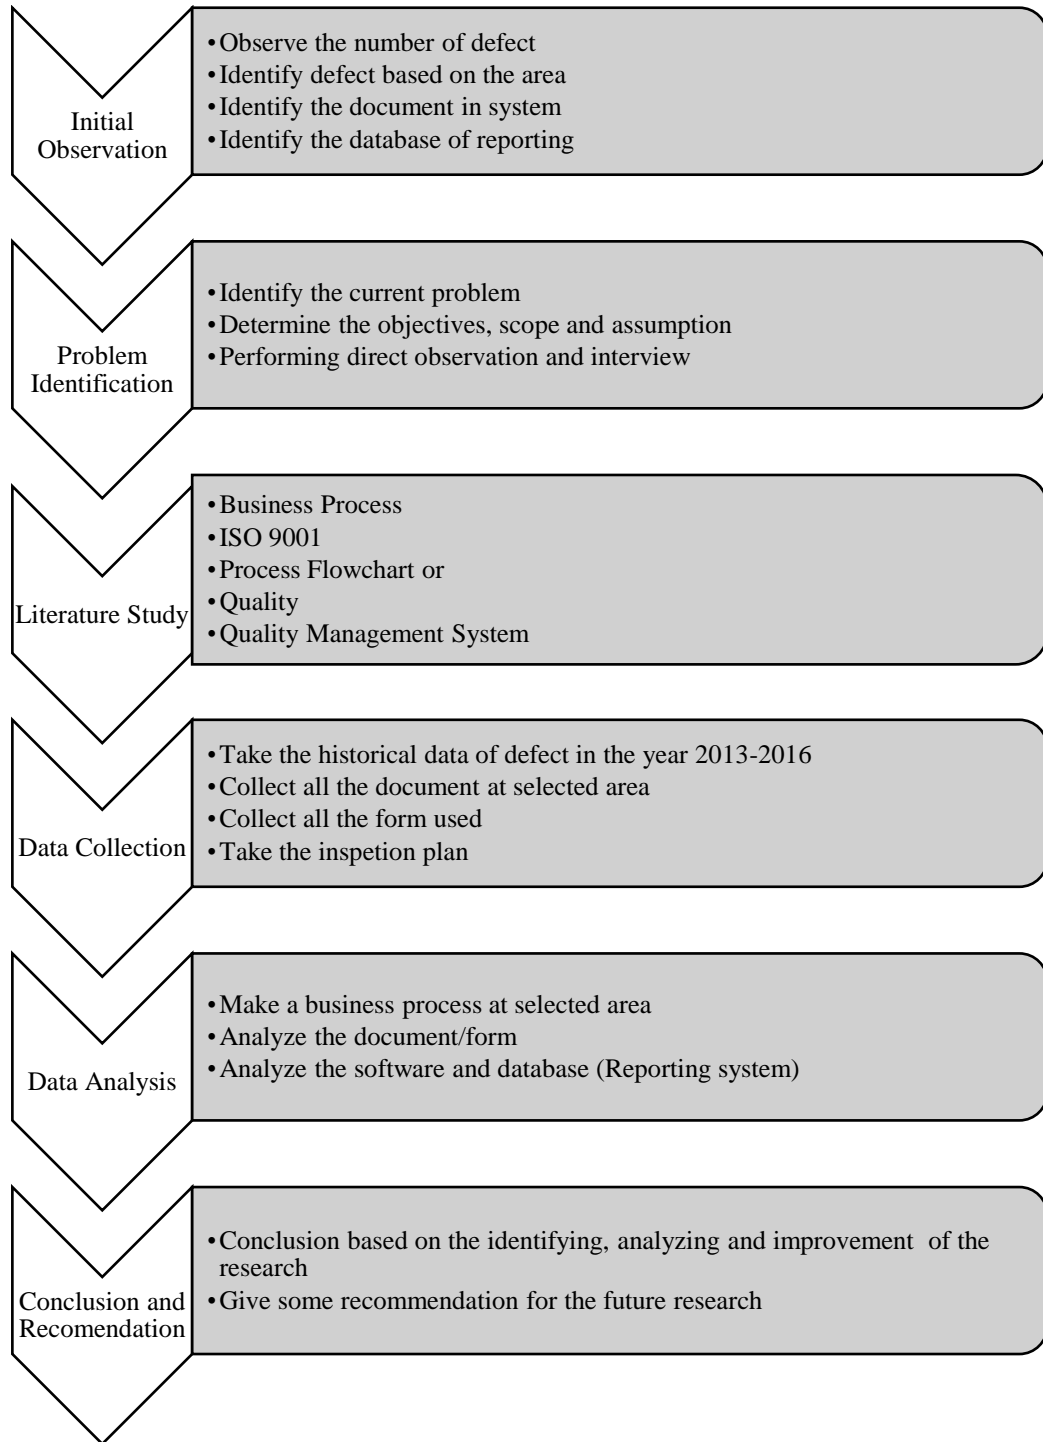 Initial
Observation
•Observe the number of defect
•Identify defect based on the area
•Identify the document in system
•Identify the database of reporting
Problem
Identification
•Identify the current problem
•Determine the objectives, scope and assumption
•Performing direct observation and interview
Literature Study
•Business Process
•ISO 9001
•Process Flowchart or
•Quality
•Quality Management System
Data Collection
•Take the historical data of defect in the year 2013-2016
•Collect all the document at selected area
•Collect all the form used
•Take the inspetion plan
Data Analysis
•Make a business process at selected area
•Analyze the document/form
•Analyze the software and database (Reporting system)
Conclusion and
Recomendation
•Conclusion based on the identifying, analyzing and improvement of the
research
•Give some recommendation for the future research